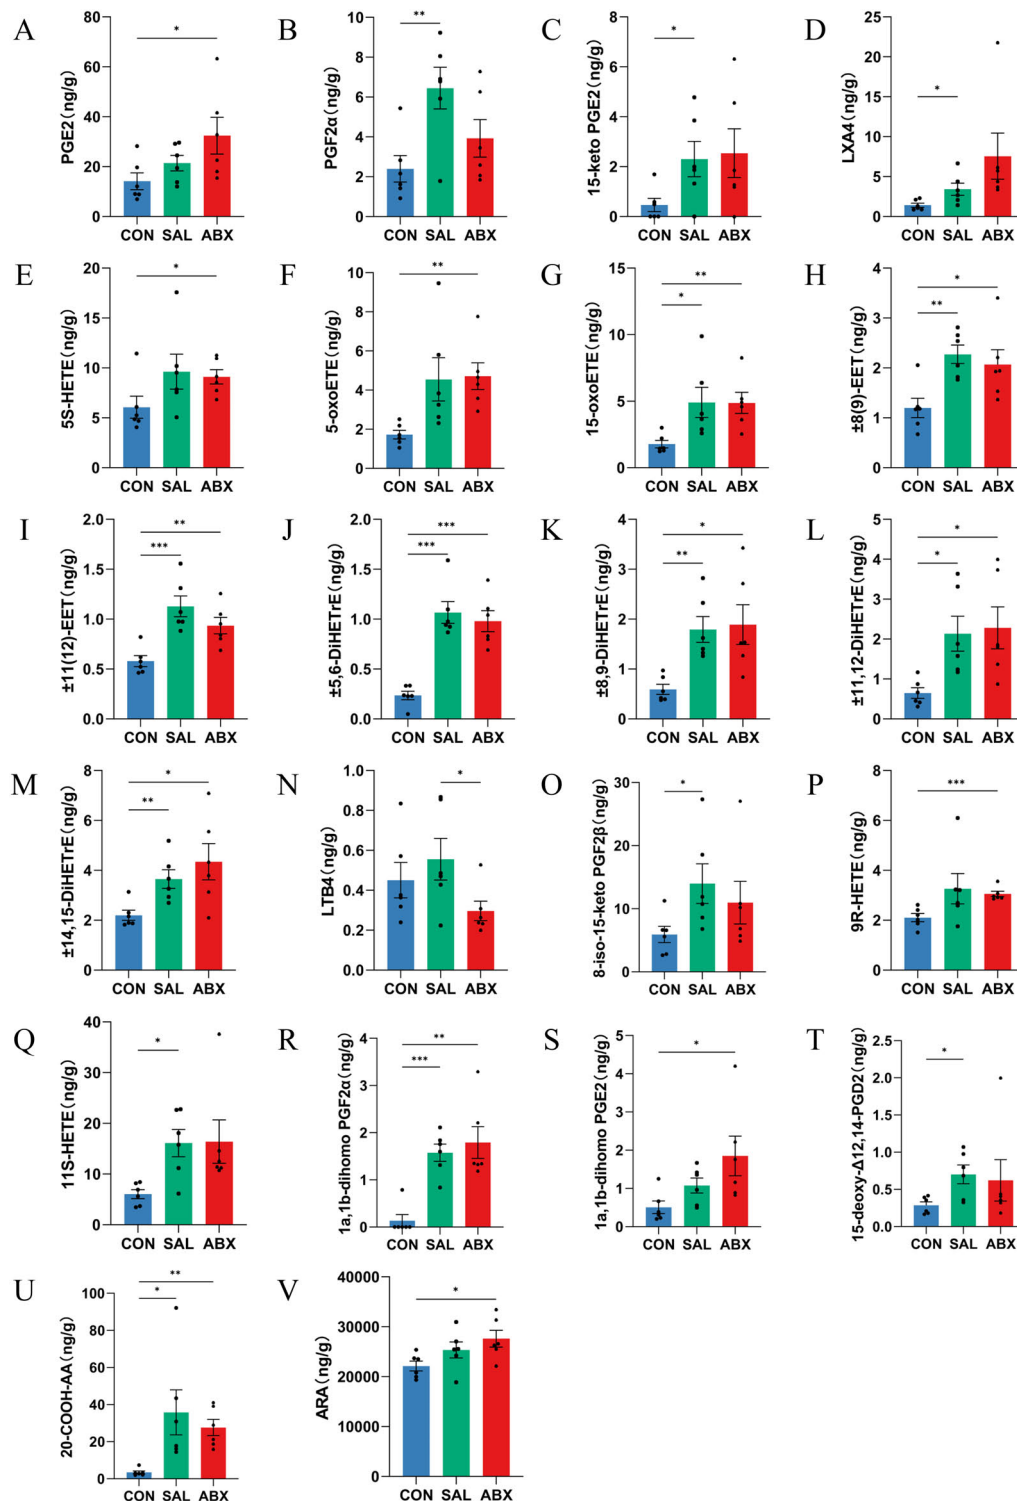 A
PGE2(ng/g)
80
60
40
20
0
*
CON SAL ABX
B
PGF2α(ng/g)
10
8
6
4
2
0
**
CON SAL ABX
C
15-keto PGE2(ng/g)
8
6
4
2
0
*
CON SAL ABX
D
LXA4(ng/g)
25
20
15
10
5
0
*
CON SAL ABX
E
5S-HETE(ng/g)
20
15
10
5
0
*
CON SAL ABX
F
5-oxoETE(ng/g)
10
8
6
4
2
0
**
CON SAL ABX
G
15-oxoETE(ng/g)
15
10
5
0
**
*
CON SAL ABX
H
±8(9)-EET(ng/g)
4
3
2
1
0
*
**
CON SAL ABX
I
±11(12)-EET(ng/g)
2.0
1.5
1.0
0.5
0.0
**
***
CON SAL ABX
J
±5,6-DiHETrE(ng/g)
2.0
1.5
1.0
0.5
0.0
***
***
CON SAL ABX
K
±8,9-DiHETrE(ng/g)
4
3
2
1
0
*
**
CON SAL ABX
L
±11,12-DiHETrE(ng/g)
5
4
3
2
1
0
*
*
CON SAL ABX
M
±14,15-DiHETrE(ng/g)
8
6
4
2
0
*
**
CON SAL ABX
N
LTB4(ng/g)
1.0
0.8
0.6
0.4
0.2
0.0
*
CON SAL ABX
O
8-iso-15-keto PGF2β(ng/g)
30
20
10
0
*
CON SAL ABX
P
9R-HETE(ng/g)
8
6
4
2
0
***
CON SAL ABX
Q
11S-HETE(ng/g)
40
30
20
10
0
*
CON SAL ABX
R
1a,1b-dihomo PGF2α(ng/g)
4
3
2
1
0
**
***
CON SAL ABX
S
1a,1b-dihomo PGE2(ng/g)
5
4
3
2
1
0
*
CON SAL ABX
T
15-deoxy-Δ12,14-PGD2(ng/g)
2.5
2.0
1.5
1.0
0.5
0.0
*
CON SAL ABX
U
20-COOH-AA(ng/g)
100
80
60
40
20
0
**
*
CON SAL ABX
V
ARA(ng/g)
40000
30000
20000
10000
0
*
CON SAL ABX